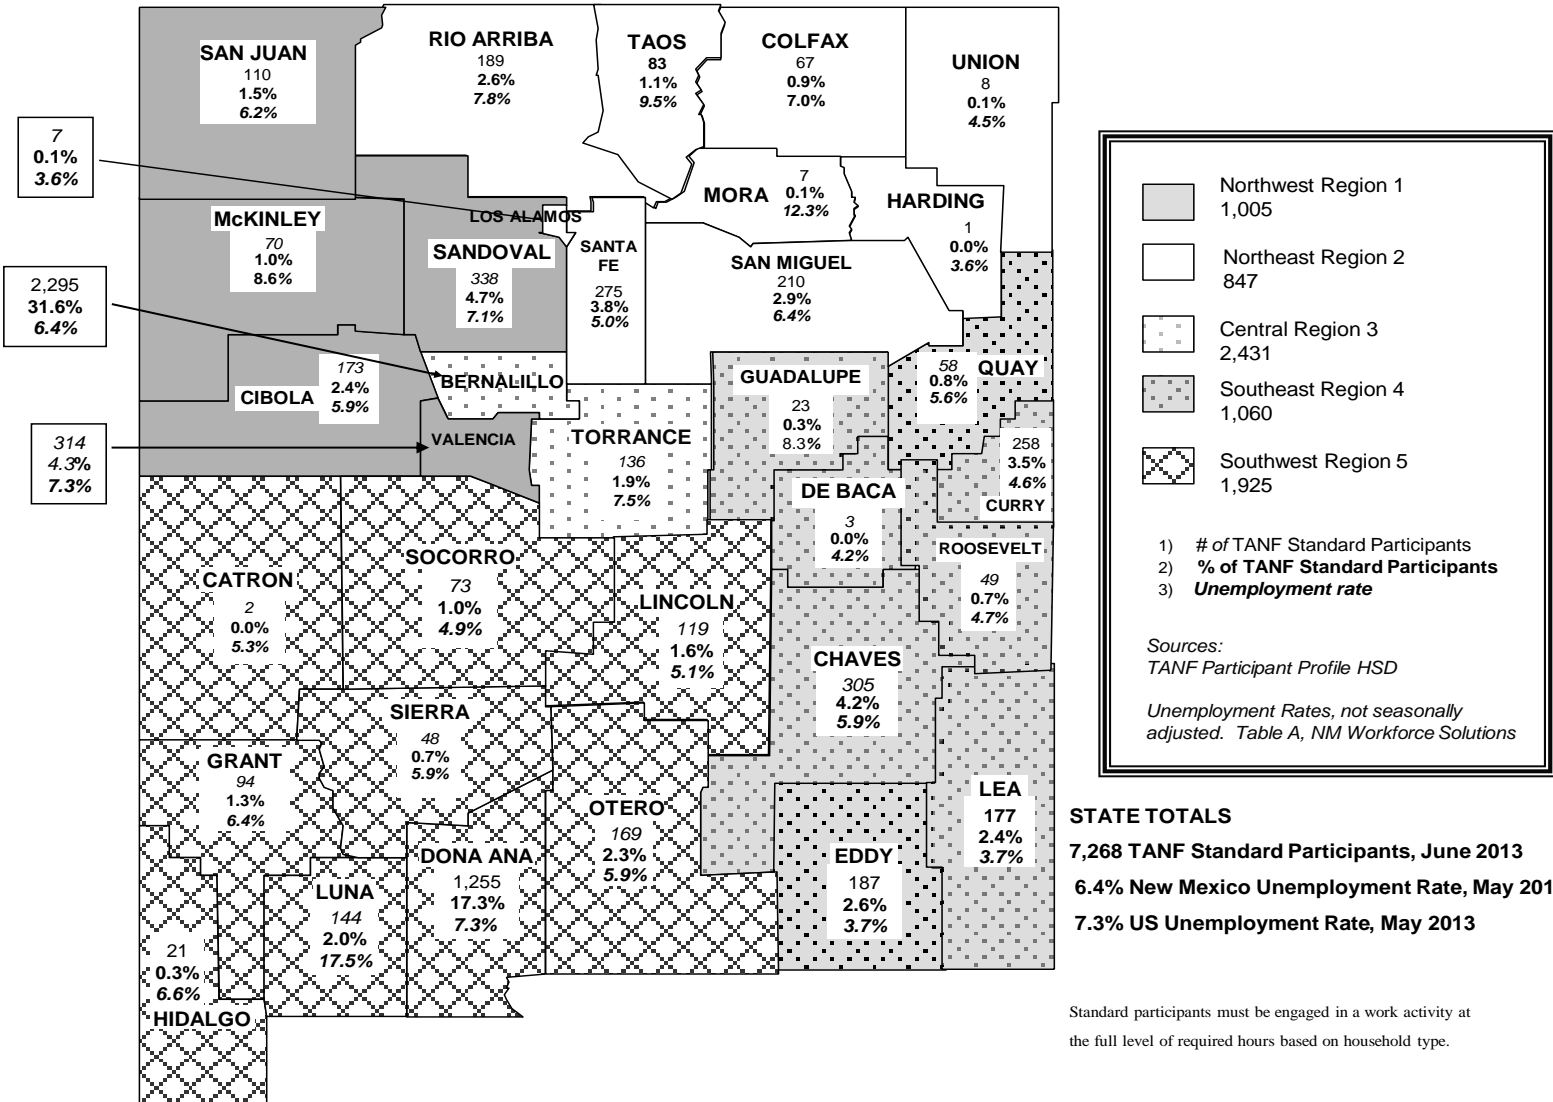 SAN JUAN
110
1.5%
6.2%
RIO ARRIBA
189
2.6%
7.8%
TAOS
83
1.1%
9.5%
COLFAX
67
0.9%
7.0%
UNION
8
0.1%
4.5%
7
0.1%
3.6%
LOS ALAMOS
McKINLEY
70
1.0%
8.6%
SANDOVAL
338
4.7%
7.1%
SANTA
FE
275
3.8%
5.0%
MORA
7
0.1%
12.3%
HARDING
1
0.0%
3.6%
SAN MIGUEL
210
2.9%
6.4%
2,295
31.6%
6.4%
BERNALILLO
CIBOLA
173
2.4%
5.9%
314
4.3%
7.3%
VALENCIA
TORRANCE
136
1.9%
7.5%
GUADALUPE
23
0.3%
8.3%
QUAY
58
0.8%
5.6%
258
3.5%
4.6%
CURRY
DE BACA
3
0.0%
4.2%
ROOSEVELT
49
0.7%
4.7%
CATRON
2
0.0%
5.3%
SOCORRO
73
1.0%
4.9%
LINCOLN
119
1.6%
5.1%
CHAVES
305
4.2%
5.9%
SIERRA
48
0.7%
5.9%
GRANT
94
1.3%
6.4%
OTERO
169
2.3%
5.9%
LEA
177
2.4%
3.7%
EDDY
187
2.6%
3.7%
DONA ANA
1,255
17.3%
7.3%
LUNA
144
2.0%
17.5%
21
0.3%
6.6%
HIDALGO
Northwest Region 1
1,005
Northeast Region 2
847
Central Region 3
2,431
Southeast Region 4
1,060
Southwest Region 5
1,925
1) # of TANF Standard Participants
2) % of TANF Standard Participants
3) Unemployment rate
Sources:
TANF Participant Profile HSD
Unemployment Rates, not seasonally
adjusted. Table A, NM Workforce Solutions
STATE TOTALS
7,268 TANF Standard Participants, June 2013
6.4% New Mexico Unemployment Rate, May 201
7.3% US Unemployment Rate, May 2013
Standard participants must be engaged in a work activity at
the full level of required hours based on household type.